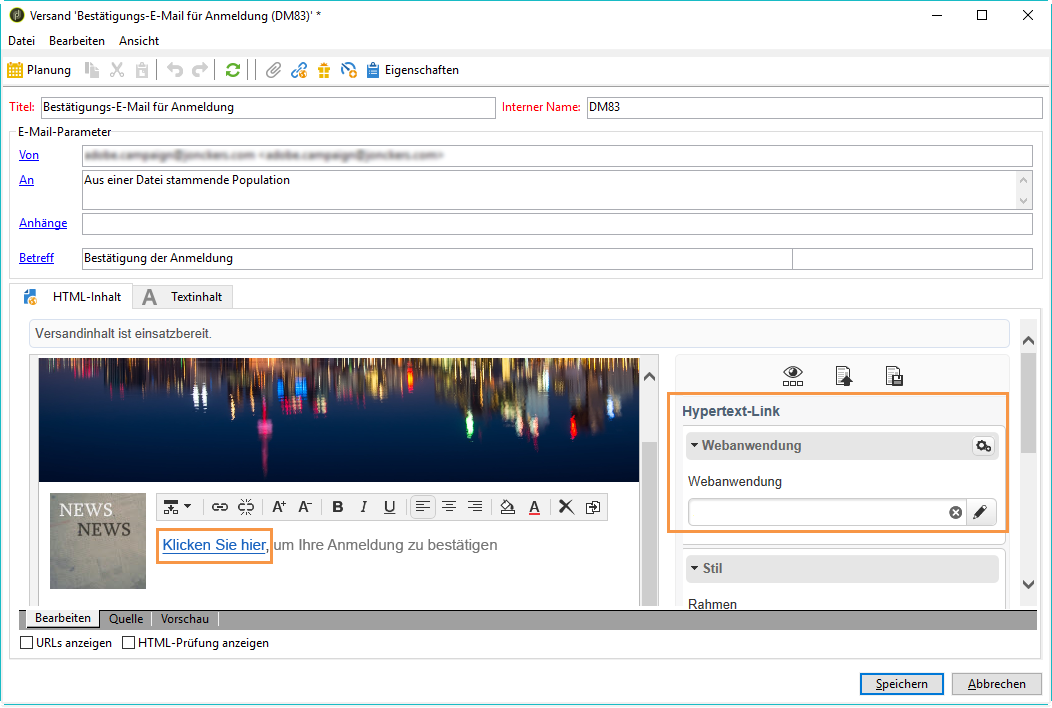 Versand 'Bestätigungs-E-Mail für Anmeldung (DM83)' *
Datei Bearbeiten Ansicht
Planung Eigenschaften
Titel: Bestätigungs-E-Mail für Anmeldung Interner Name: DM83
E-Mail-Parameter
Von
An Aus einer Datei stammende Population
Anhänge
Betreff Bestätigung der Anmeldung
HTML-Inhalt A Textinhalt
Versandinhalt ist einsatzbereit.
Hypertext-Link
Webanwendung
Webanwendung
NEWS
NEWS
A+ A- B I U A
Klicken Sie hier, um Ihre Anmeldung zu bestätigen
Stil
Rahmen
Bearbeiten Quelle Vorschau
URLs anzeigen HTML-Prüfung anzeigen
Speichern Abbrechen